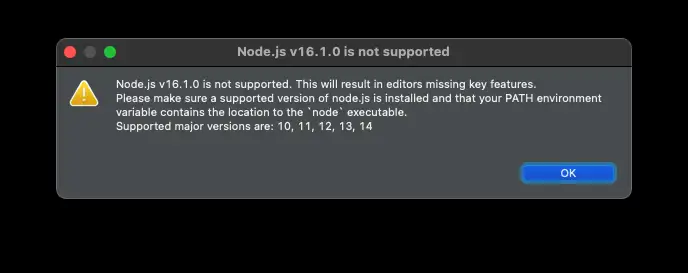 Node.js v16.1.0 is not supported
Node.js v16.1.0 is not supported. This will result in editors missing key features.
Please make sure a supported version of node.js is installed and that your PATH environment
variable contains the location to the `node` executable.
Supported major versions are: 10, 11, 12, 13, 14
OK